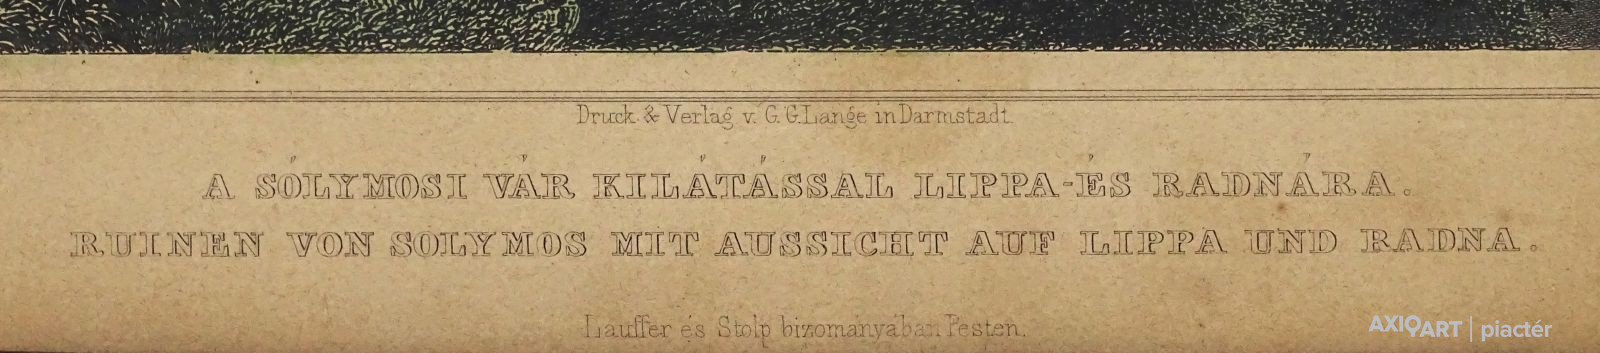 Druck & Verlag v. G. G. Lange in Darmstadt.
A SÓLYMOSI VÁR KILÁTÁSSAL LIPPA-ÉS RADNÁRA.
RUINEN VON SOLYMOS MIT AUSSICHT AUF LIPPA UND RADNA.
Lauffer és Stolp bizományában Pesten.
AXIOART | piactér